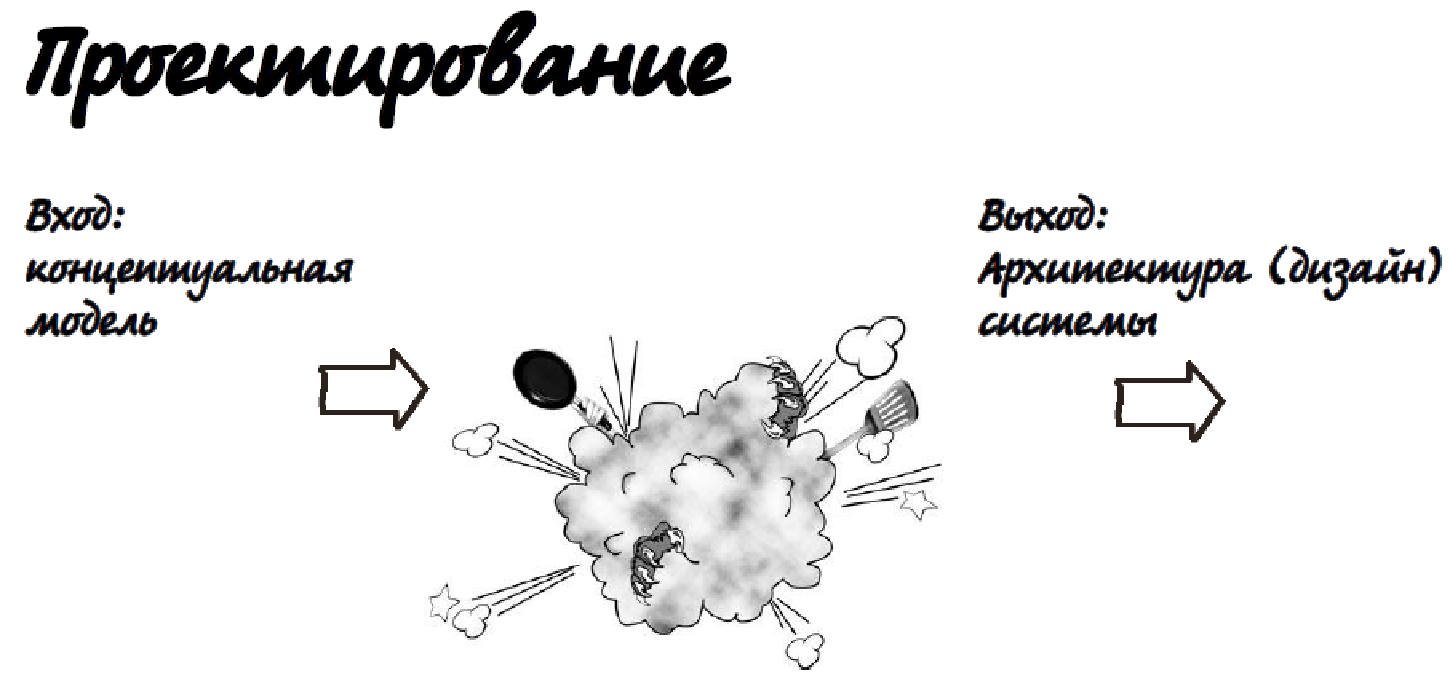 Проектирование
Вход:
концептуальная
модель
Выход:
Архитектура (дизайн)
системы